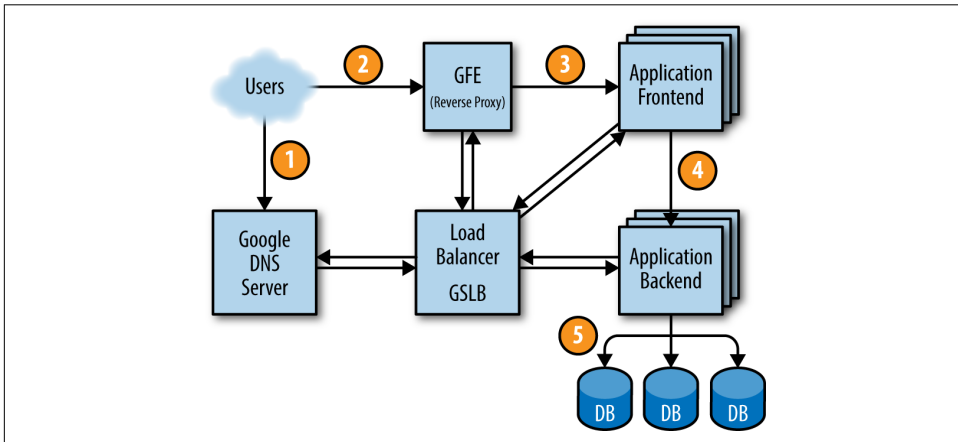 Users
2
GFE
(Reverse Proxy)
3
Application
Frontend
1
4
Google
DNS
Server
Load
Balancer
GSLB
Application
Backend
5
DB
DB
DB